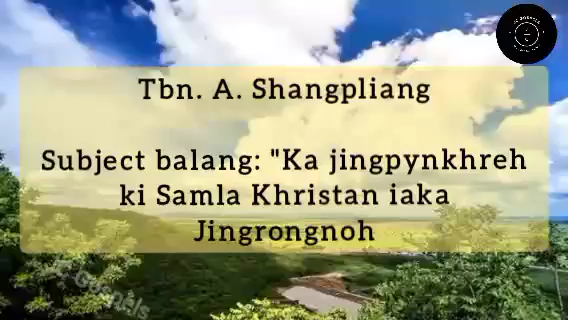 Tbn. A. Shangpliang
Subject balang: "Ka jingpynkhreh
ki Samla Khristan iaka
Jingrongnoh